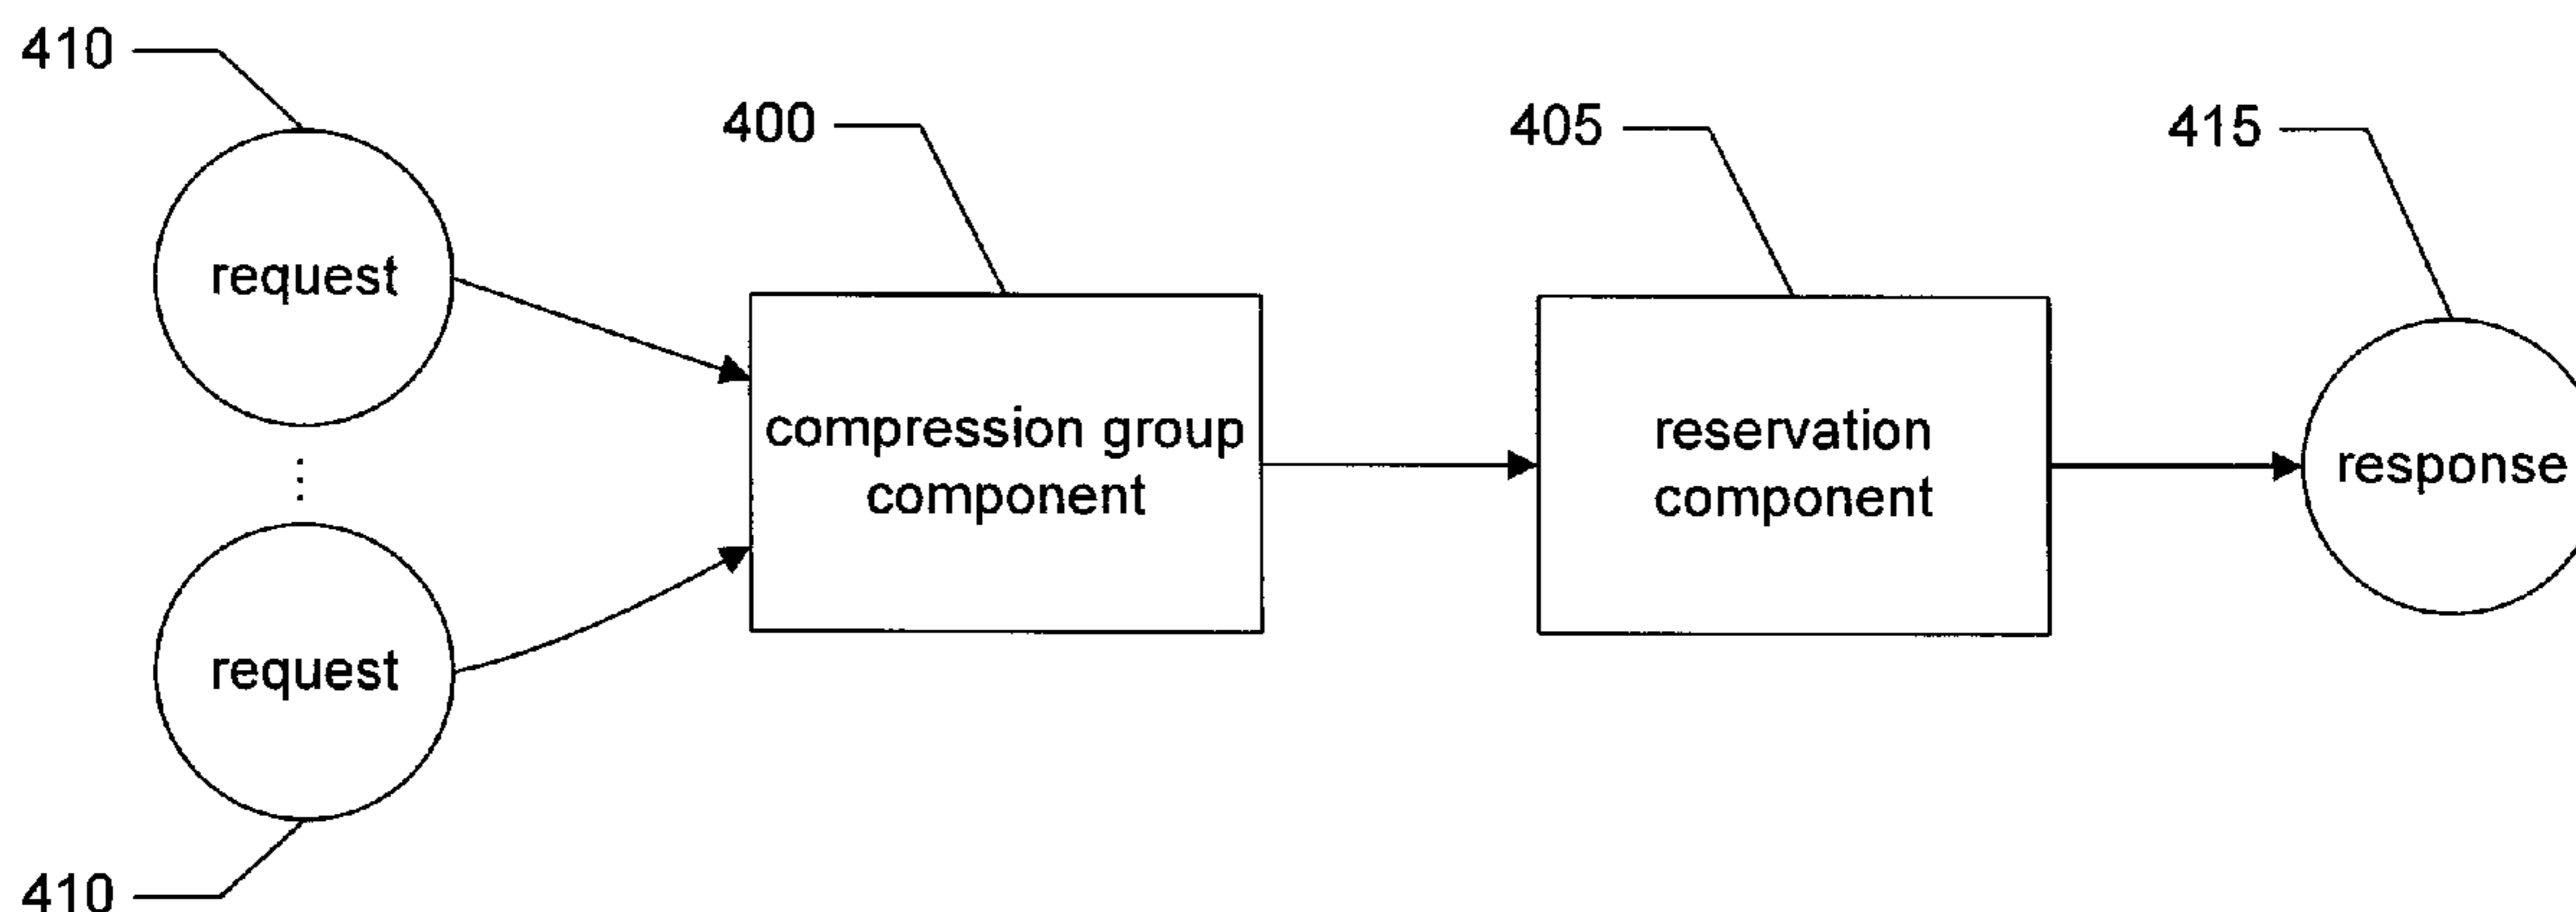 410
400
405
415
request
compression group
component
reservation
component
response
request
410